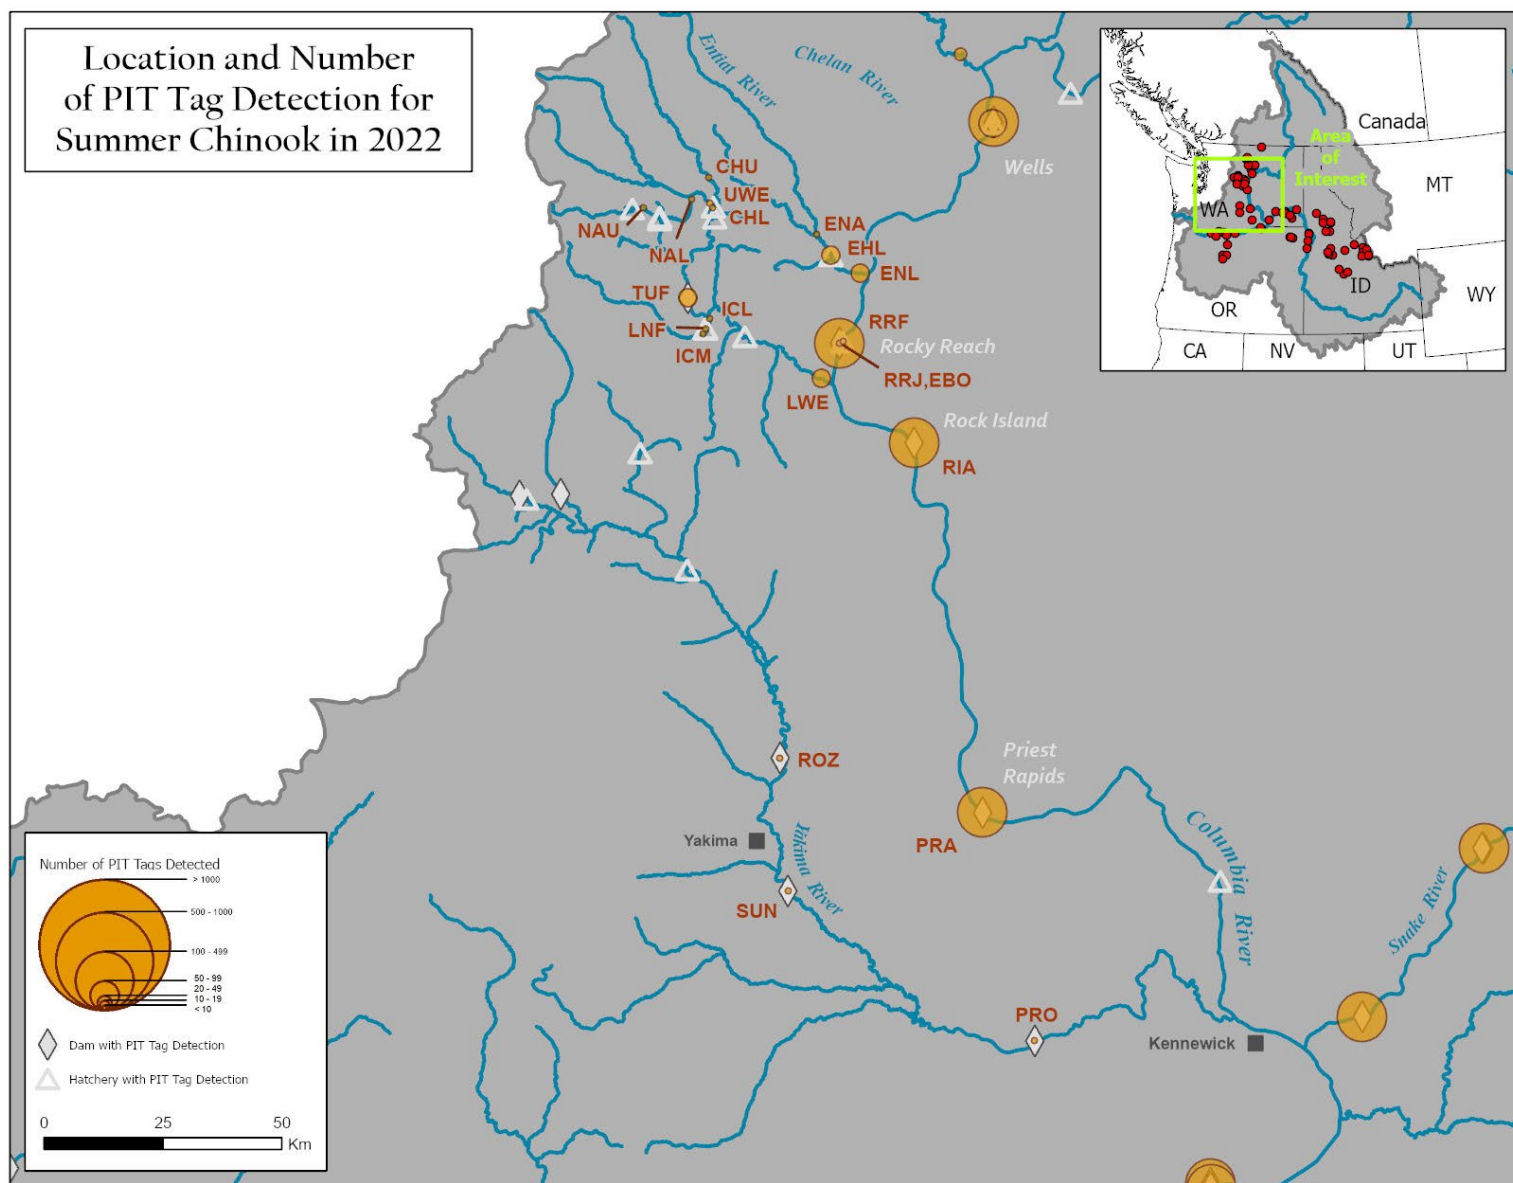 Location and Number
of PIT Tag Detection for
Summer Chinook in 2022
Entiat River
Chelan River
Wells
Canada
Area
of
Interest
MT
WA
ID
WY
OR
CA
NV
UT
CHU
UWE
CHL
NAU
NAL
ENA
EHL
ENL
TUF
ICL
LNF
ICM
RRF
Rocky Reach
RRJ,EBO
LWE
Rock Island
RIA
ROZ
Priest
Rapids
PRA
Yakima
Yakima River
SUN
Columbia River
Snake River
PRO
Kennewick
Number of PIT Tags Detected
> 1000
500 - 1000
100 - 499
50 - 99
20 - 49
10 - 19
< 10
Dam with PIT Tag Detection
Hatchery with PIT Tag Detection
0 25 50
Km